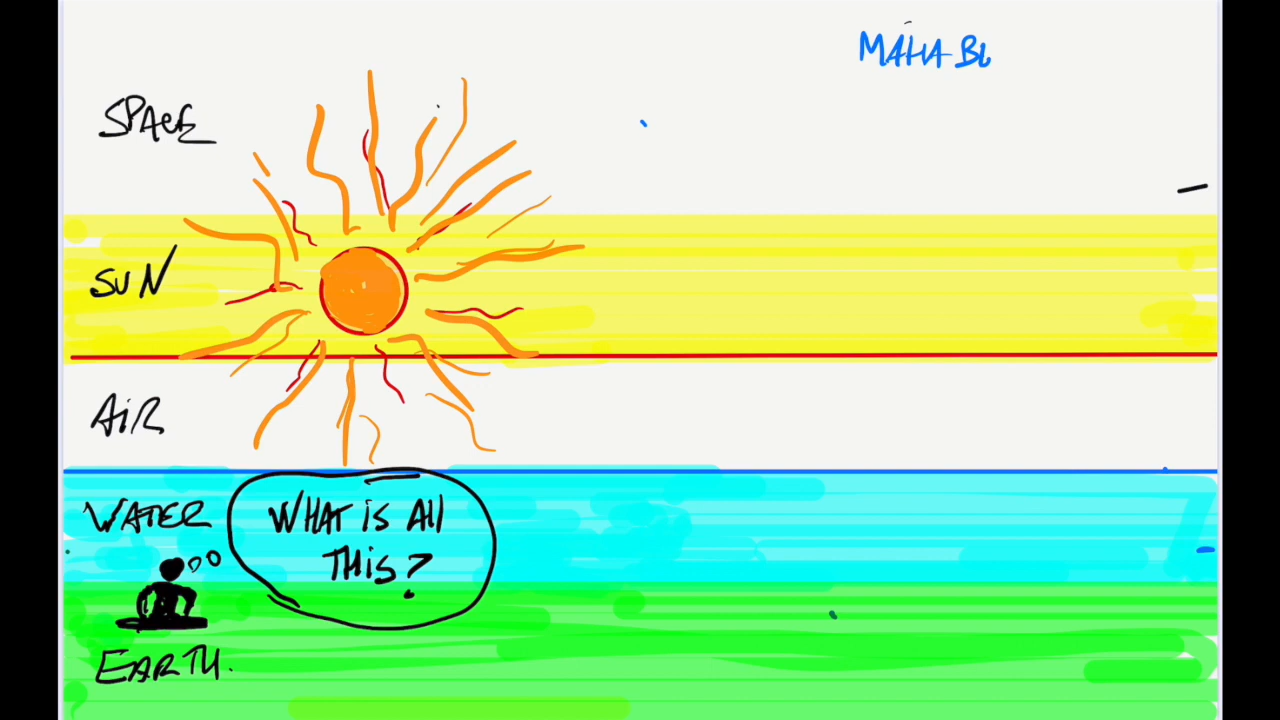 MAHA BL
SPACE
SUN
AIR
WATER
WHAT IS All
THIS?
EARTH.